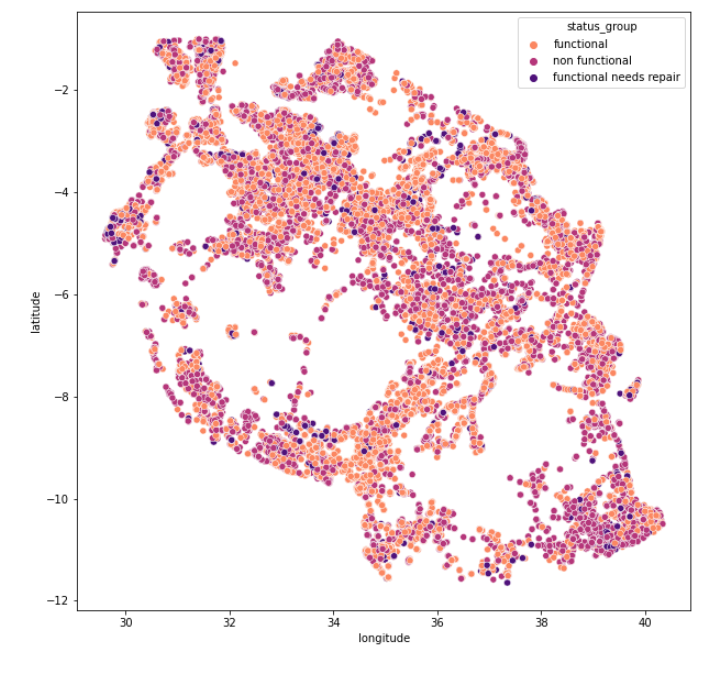 status_group
functional
non functional
functional needs repair
−2
−4
−6
−8
−10
−12
latitude
30 32 34 36 38 40
longitude